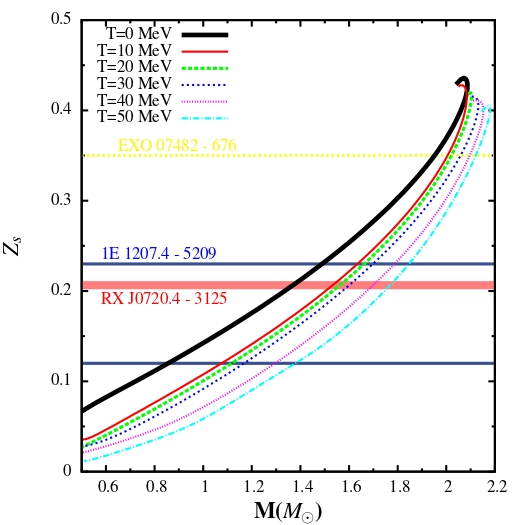 0.5
0.4
0.3
0.2
0.1
0
Z_s
T=0 MeV
T=10 MeV
T=20 MeV
T=30 MeV
T=40 MeV
T=50 MeV
EXO 07482 - 676
1E 1207.4 - 5209
RX J0720.4 - 3125
0.6 0.8 1 1.2 1.4 1.6 1.8 2 2.2
M(M☉)